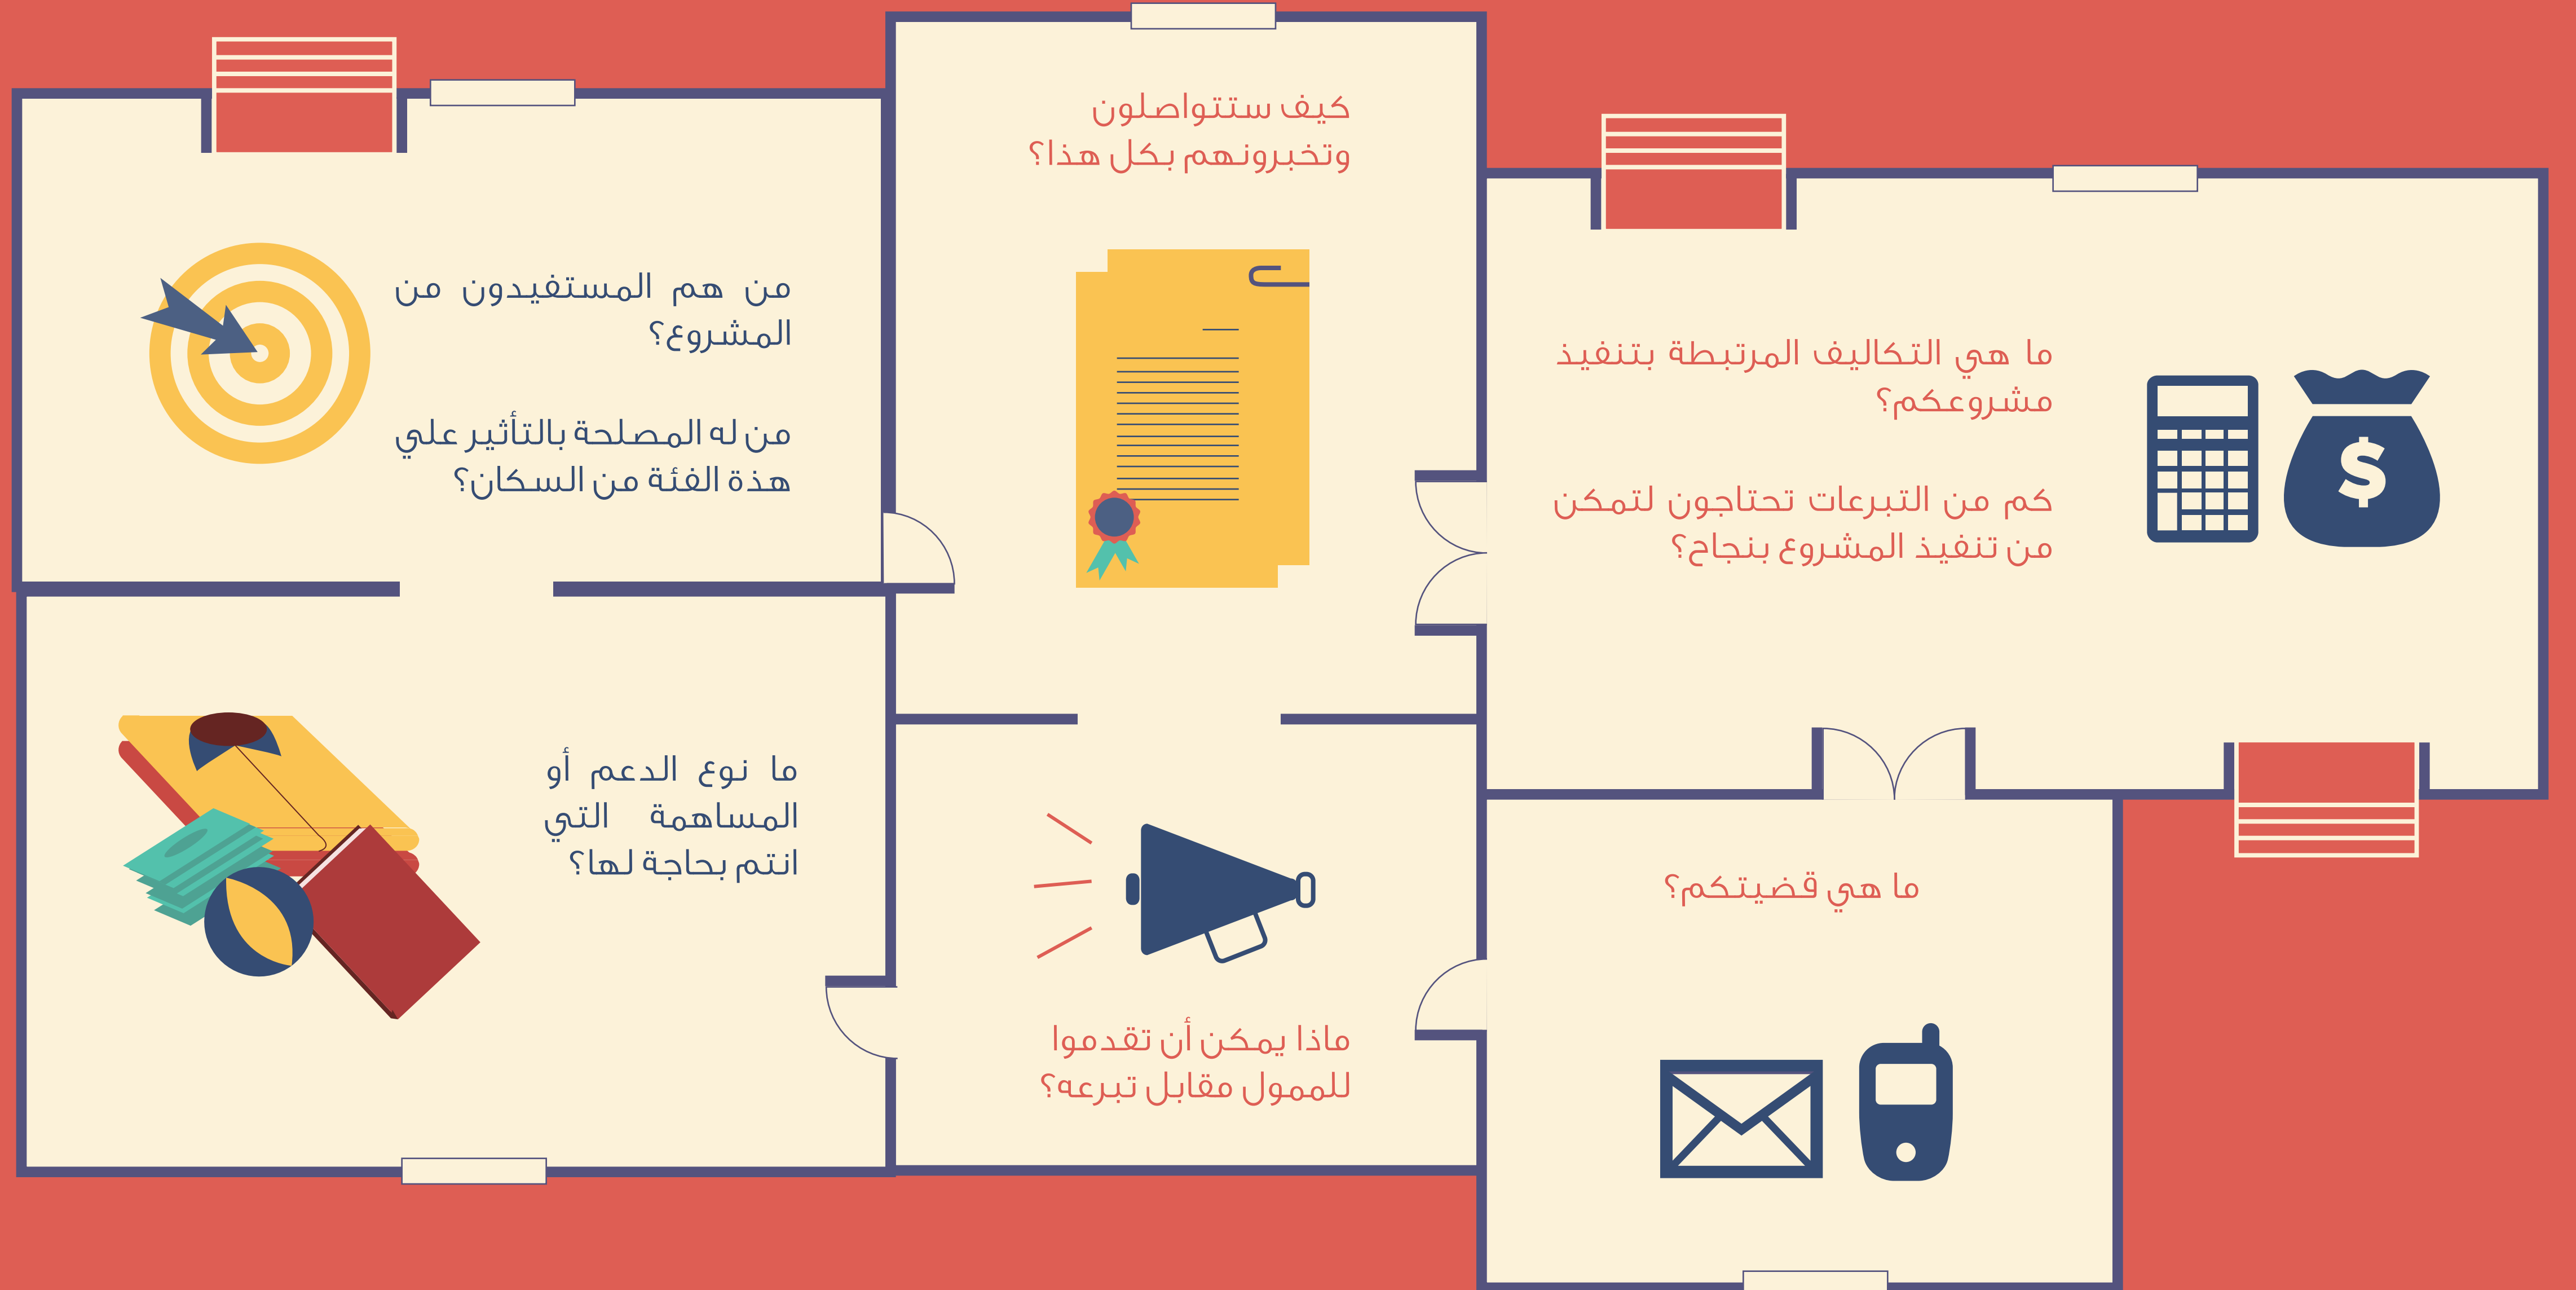 كيف ستتواصلون
وتخبرونهم بكل هذا؟
من هم المستفيدون من
المشروع؟
من له المصلحة بالتأثير علي
هذة الفئة من السكان؟
ما هي التكاليف المرتبطة بتنفيذ
مشروعكم؟
كم من التبرعات تحتاجون لتمكن
من تنفيذ المشروع بنجاح؟
$
ما نوع الدعم أو
المساهمة التي
انتم بحاجة لها؟
ماذا يمكن أن تقدموا
للممول مقابل تبرعه؟
ما هي قضيتكم؟